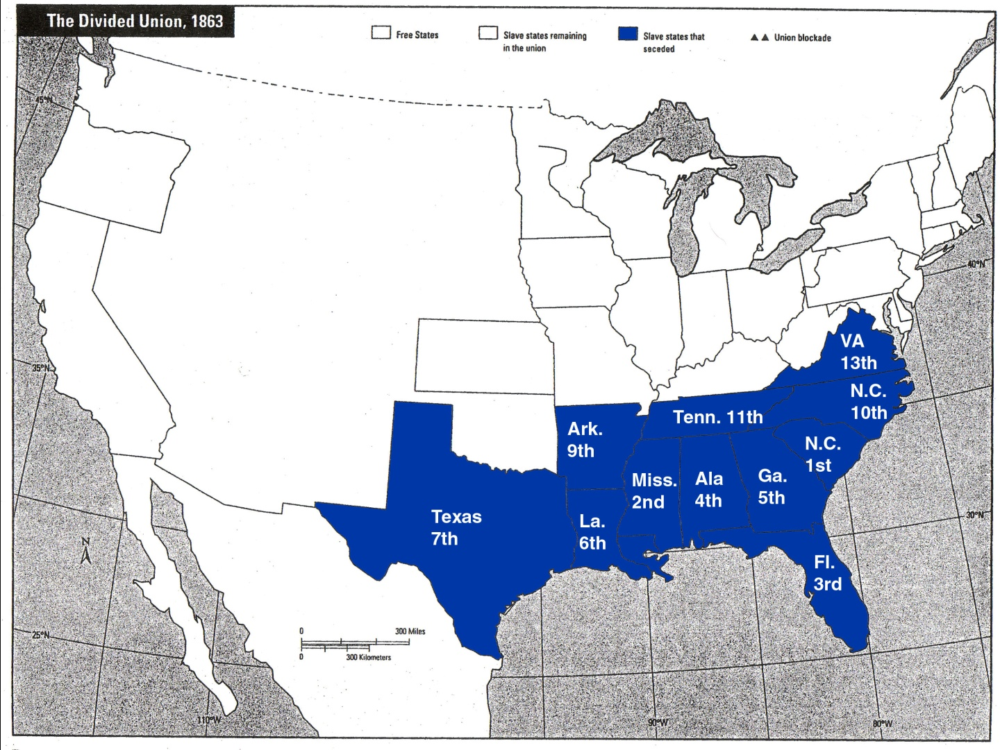 The Divided Union, 1863
Free States
Slave states remaining
in the union
Slave states that
seceded
Union blockade
45°N
40°N
35°N
30°N
25°N
110°W
90°W
80°W
N
0 300 Miles
0 300 Kilometers
VA
13th
N.C.
10th
Tenn. 11th
Ark.
9th
N.C.
1st
Miss.
2nd
Ala
4th
Ga.
5th
Texas
7th
La.
6th
Fl.
3rd